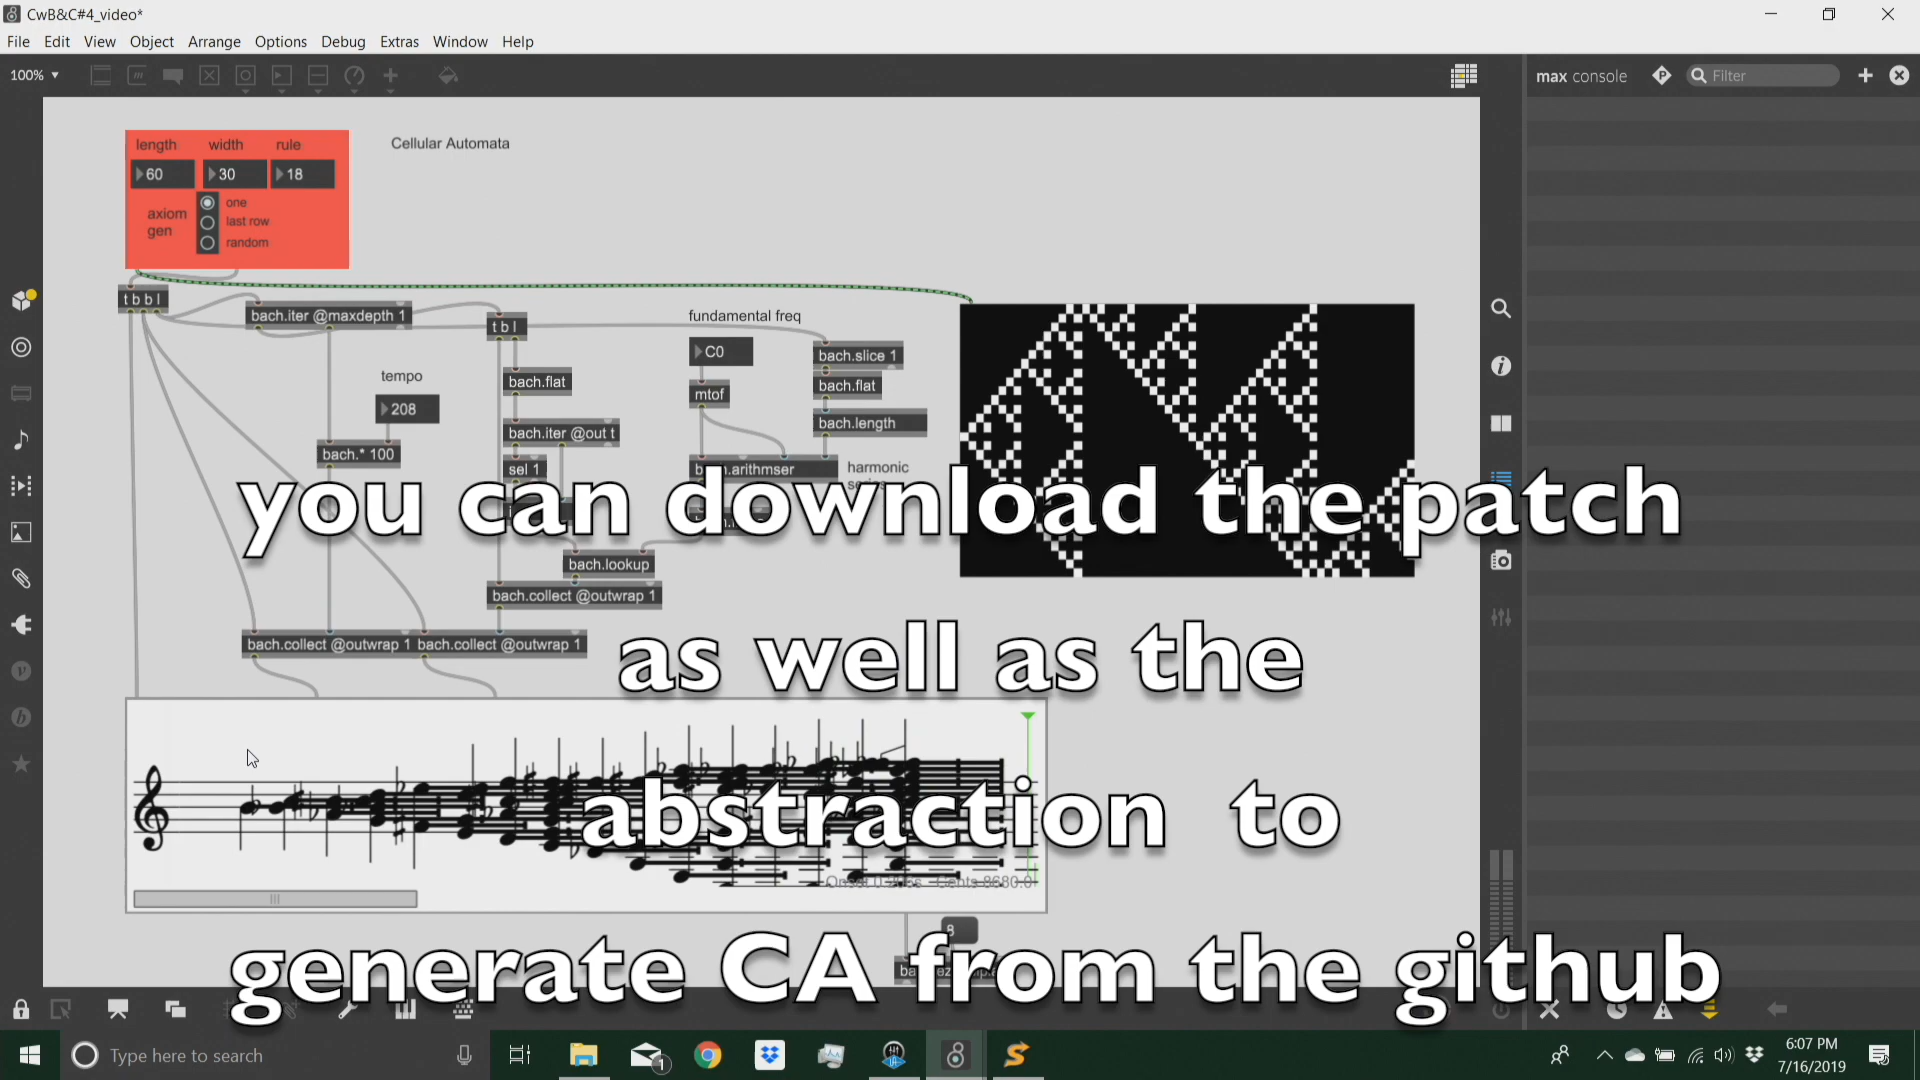 CwB&C#4_video*
File Edit View Object Arrange Options Debug Extras Window Help
100%
max console
Filter
length width rule
Cellular Automata
60 30 18
one
axiom
gen
last row
random
t b b l
bach.iter @maxdepth 1
t b l
fundamental freq
C0
bach.slice 1
tempo
bach.flat
bach.flat
mtof
208
bach.length
bach.iter @out t
bach.* 100
sel 1
harmonic
you can download the patch
bach.lookup
bach.collect @outwrap 1
bach.collect @outwrap 1
bach.collect @outwrap 1
as well as the
abstraction to
8
generate CA from the github
Type here to search
1
6:07 PM
7/16/2019